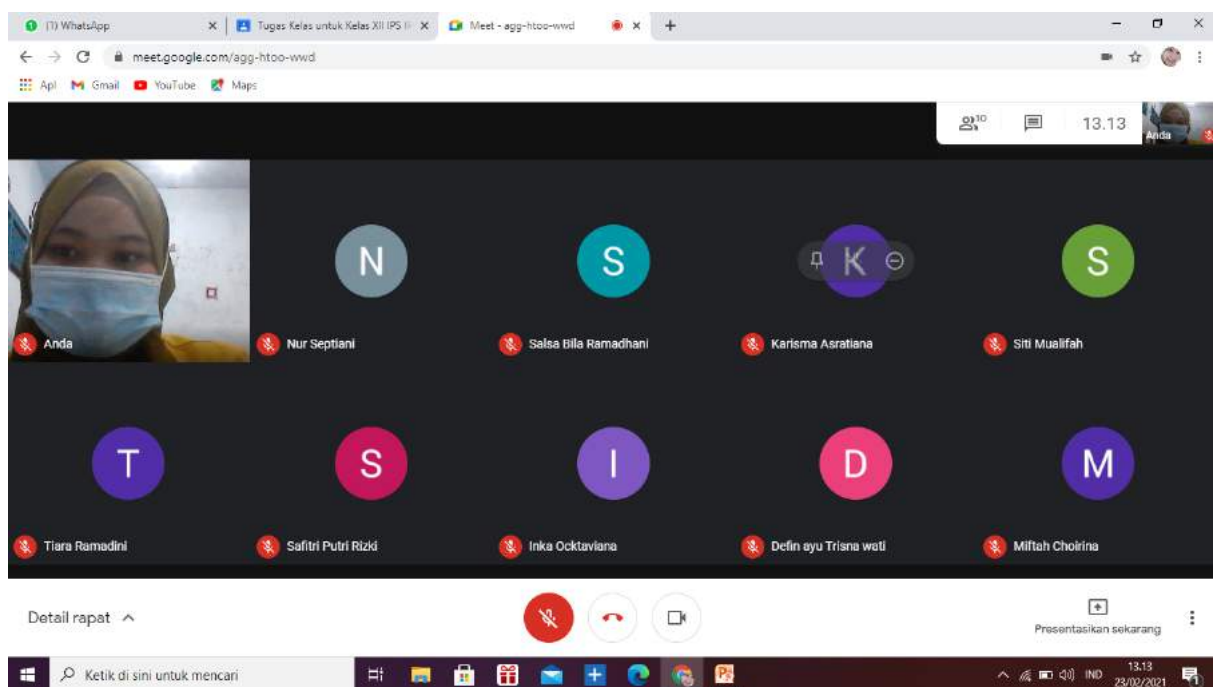 (1) WhatsApp
Tugas Kelas untuk Kelas XII IPS II
Meet - agg-htoo-wwd
meet.google.com/agg-htoo-wwd
Apl Gmail YouTube Maps
10 13.13 Anda
N S K S
Anda Nur Septiani Salsa Bila Ramadhani Karisma Asratiana Siti Mualifah
T S I D M
Tiara Ramadini Safitri Putri Rizki Inka Ocktaviana Defin ayu Trisna wati Miftah Choirina
Detail rapat
Presentasikan sekarang
Ketik di sini untuk mencari
IND
13.13
23/02/2021